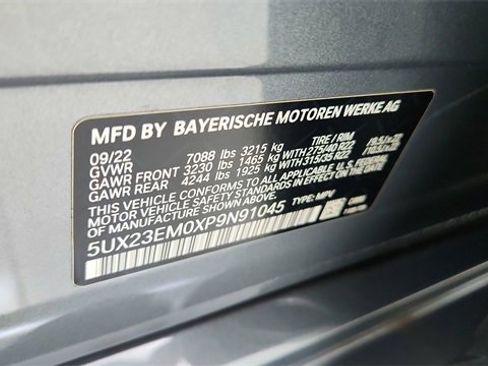 MFD BY BAYERISCHE MOTOREN WERKE AG
09/22 TIRE / RIM
GVWR 7088 lbs 3215 kg
GAWR FRONT 3230 lbs 1465 kg WITH 275/40 R22
GAWR REAR 4244 lbs 1925 kg WITH 315/35 R22
THIS VEHICLE CONFORMS TO ALL APPLICABLE U.S. FEDERAL
MOTOR VEHICLE SAFETY STANDARDS IN EFFECT ON THE
DATE OF MANUFACTURE SHOWN ABOVE.
5UX23EM0XP9N91045 TYPE: MPV